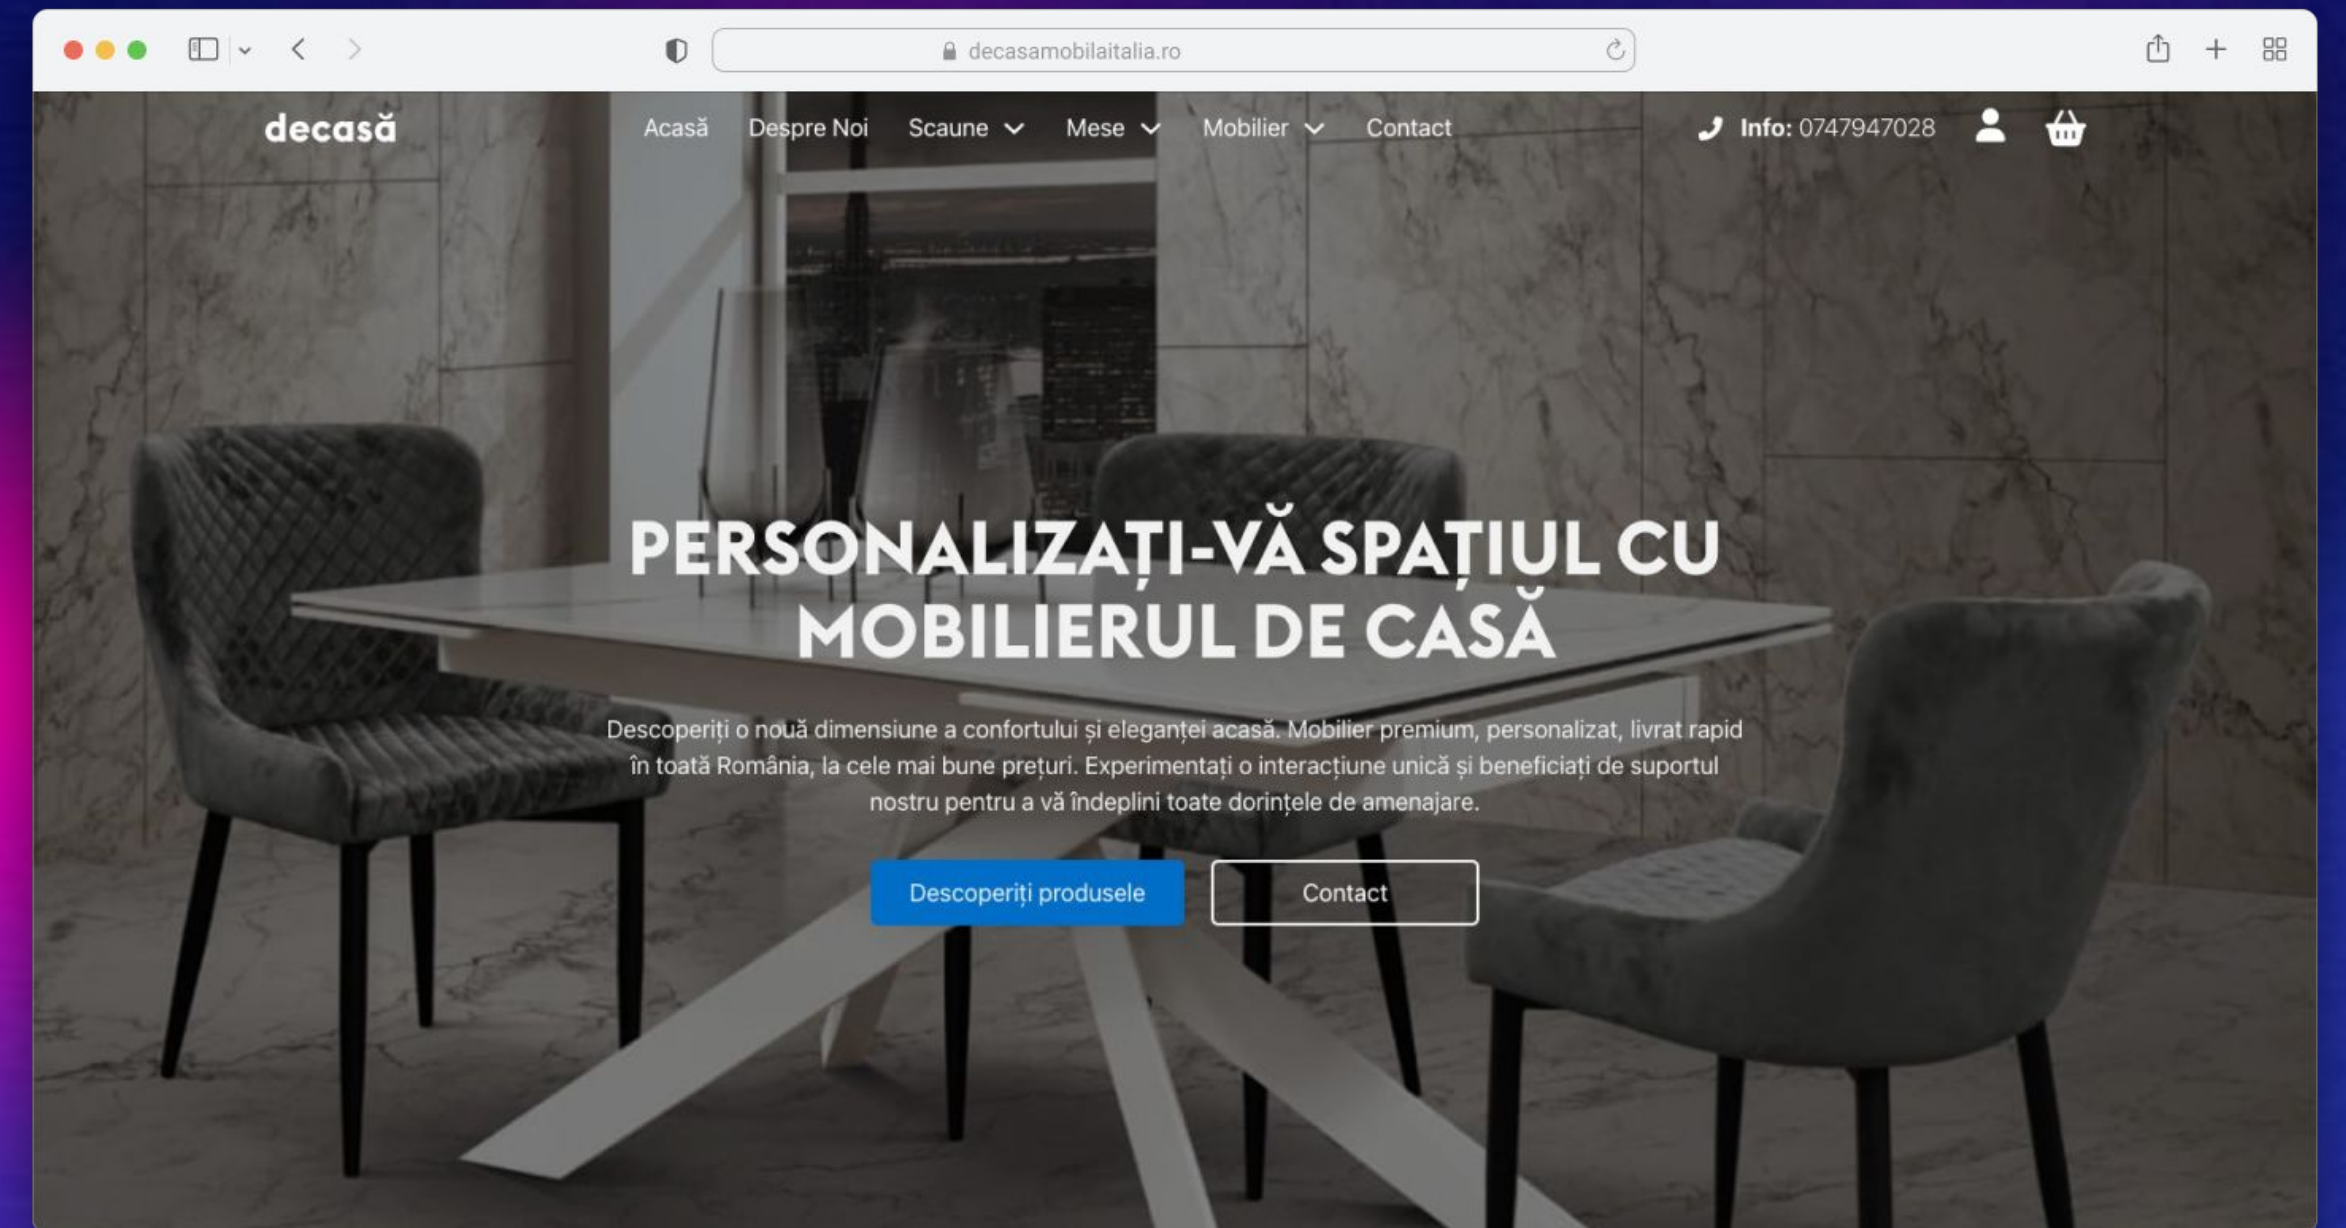 decasamobilaitalia.ro
decasă
Acasă Despre Noi Scaune Mese Mobilier Contact
Info: 0747947028
PERSONALIZAȚI-VĂ SPAȚIUL CU
MOBILIERUL DE CASĂ
Descoperiți o nouă dimensiune a confortului și eleganței acasă. Mobilier premium, personalizat, livrat rapid
în toată România, la cele mai bune prețuri. Experimentați o interacțiune unică și beneficiați de suportul
nostru pentru a vă îndeplini toate dorințele de amenajare.
Descoperiți produsele
Contact